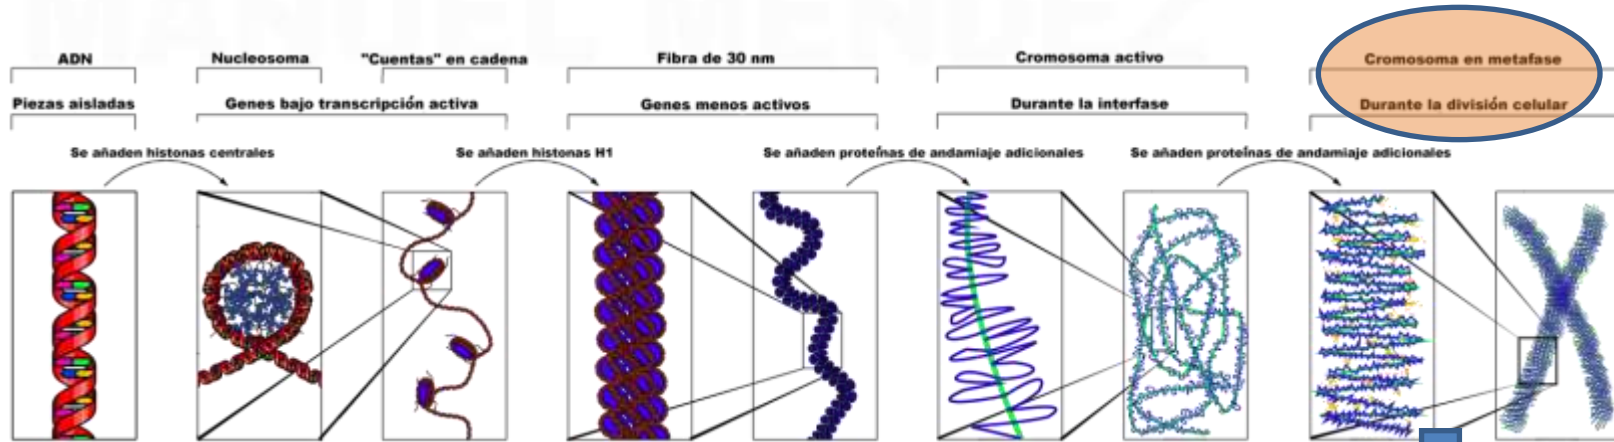 MANUEL MENDEZ
ADN
Nucleosoma
"Cuentas" en cadena
Fibra de 30 nm
Cromosoma activo
Cromosoma en metafase
Piezas aisladas
Genes bajo transcripción activa
Genes menos activos
Durante la interfase
Durante la división celular
Se añaden histonas centrales
Se añaden histonas H1
Se añaden proteínas de andamiaje adicionales
Se añaden proteínas de andamiaje adicionales